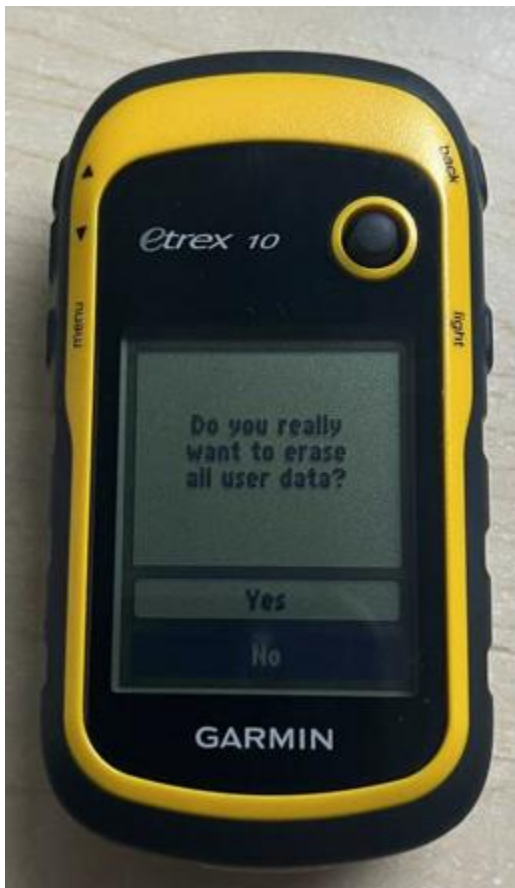 back
etrex 10
menu
light
Do you really
want to erase
all user data?
Yes
No
GARMIN